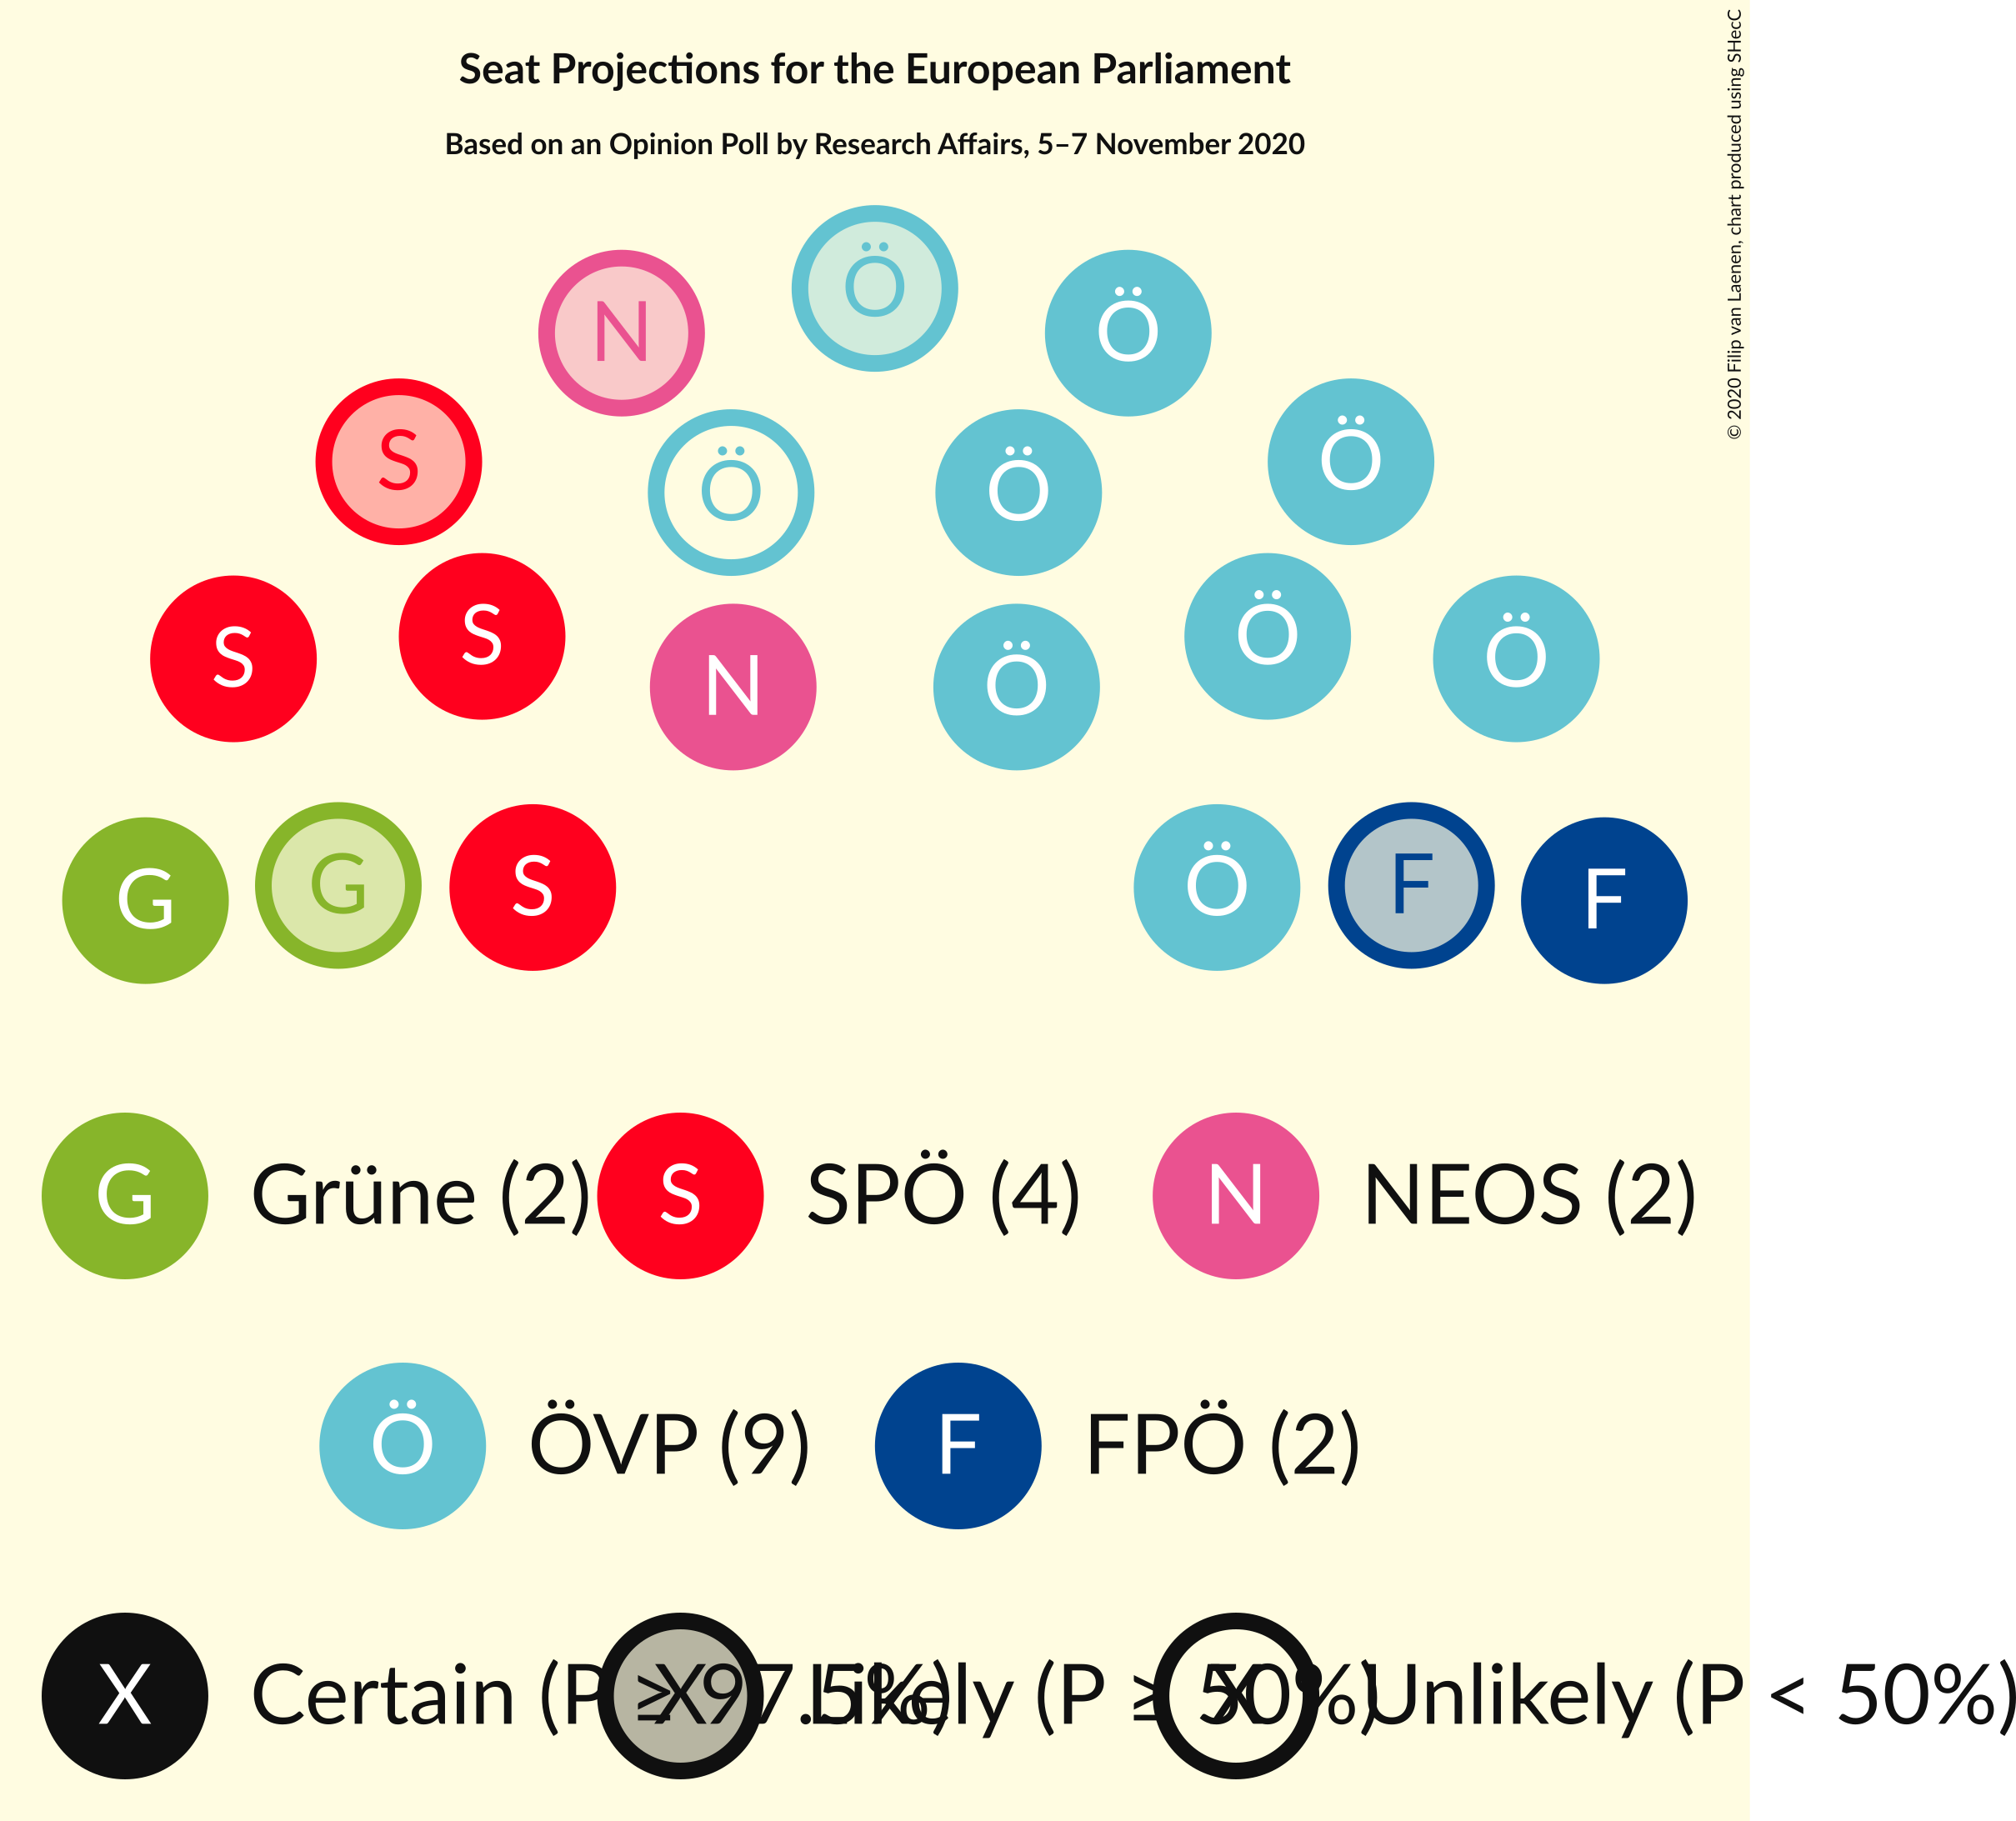 Seat Projections for the European Parliament
Based on an Opinion Poll by Research Affairs, 5–7 November 2020
© 2020 Filip van Laenen, chart produced using SHecC
Ö
N Ö
S Ö
Ö Ö
S S Ö Ö
N Ö
G G S Ö F F
G Grüne (2) S SPÖ (4) N NEOS (2)
Ö ÖVP (9) F FPÖ (2)
X Certain (P ≥ 97.5%) X Likely (P ≥ 50%) X Unlikely (P < 50%)